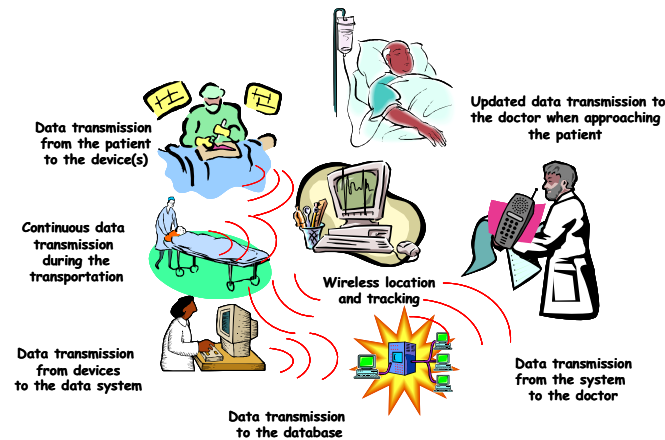 Updated data transmission to
the doctor when approaching
the patient
Data transmission
from the patient
to the device(s)
Continuous data
transmission
during the
transportation
Wireless location
and tracking
Data transmission
from devices
to the data system
Data transmission
from the system
to the doctor
Data transmission
to the database